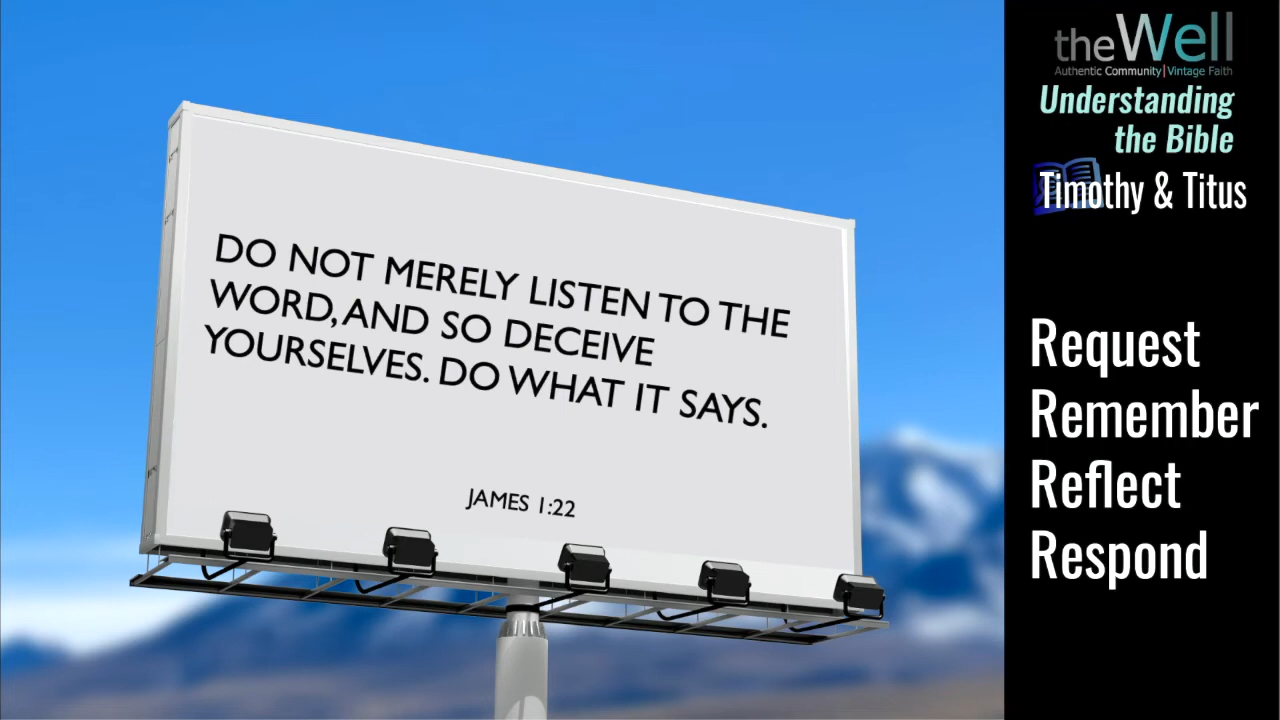 DO NOT MERELY LISTEN TO THE
WORD, AND SO DECEIVE
YOURSELVES. DO WHAT IT SAYS.
JAMES 1:22
theWell
Authentic Community|Vintage Faith
Understanding
the Bible
Timothy & Titus
Request
Remember
Reflect
Respond